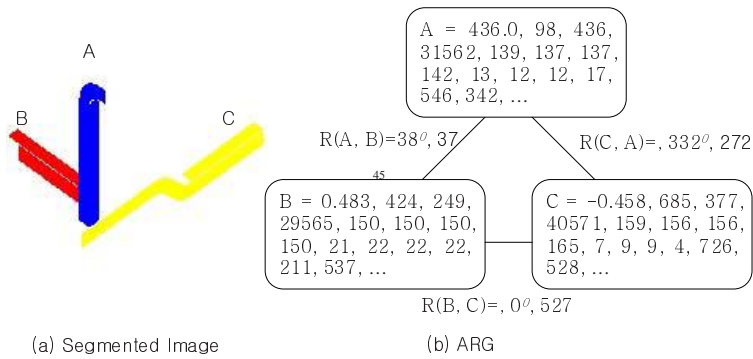 A
B
C
A = 436.0, 98, 436,
31562, 139, 137, 137,
142, 13, 12, 12, 17,
546, 342, ...
R(A, B)=38⁰, 37
R(C, A)=, 332⁰, 272
45
B = 0.483, 424, 249,
29565, 150, 150, 150,
150, 21, 22, 22, 22,
211, 537, ...
C = -0.458, 685, 377,
40571, 159, 156, 156,
165, 7, 9, 9, 4, 726,
528, ...
R(B, C)=, 0⁰, 527
(a) Segmented Image
(b) ARG